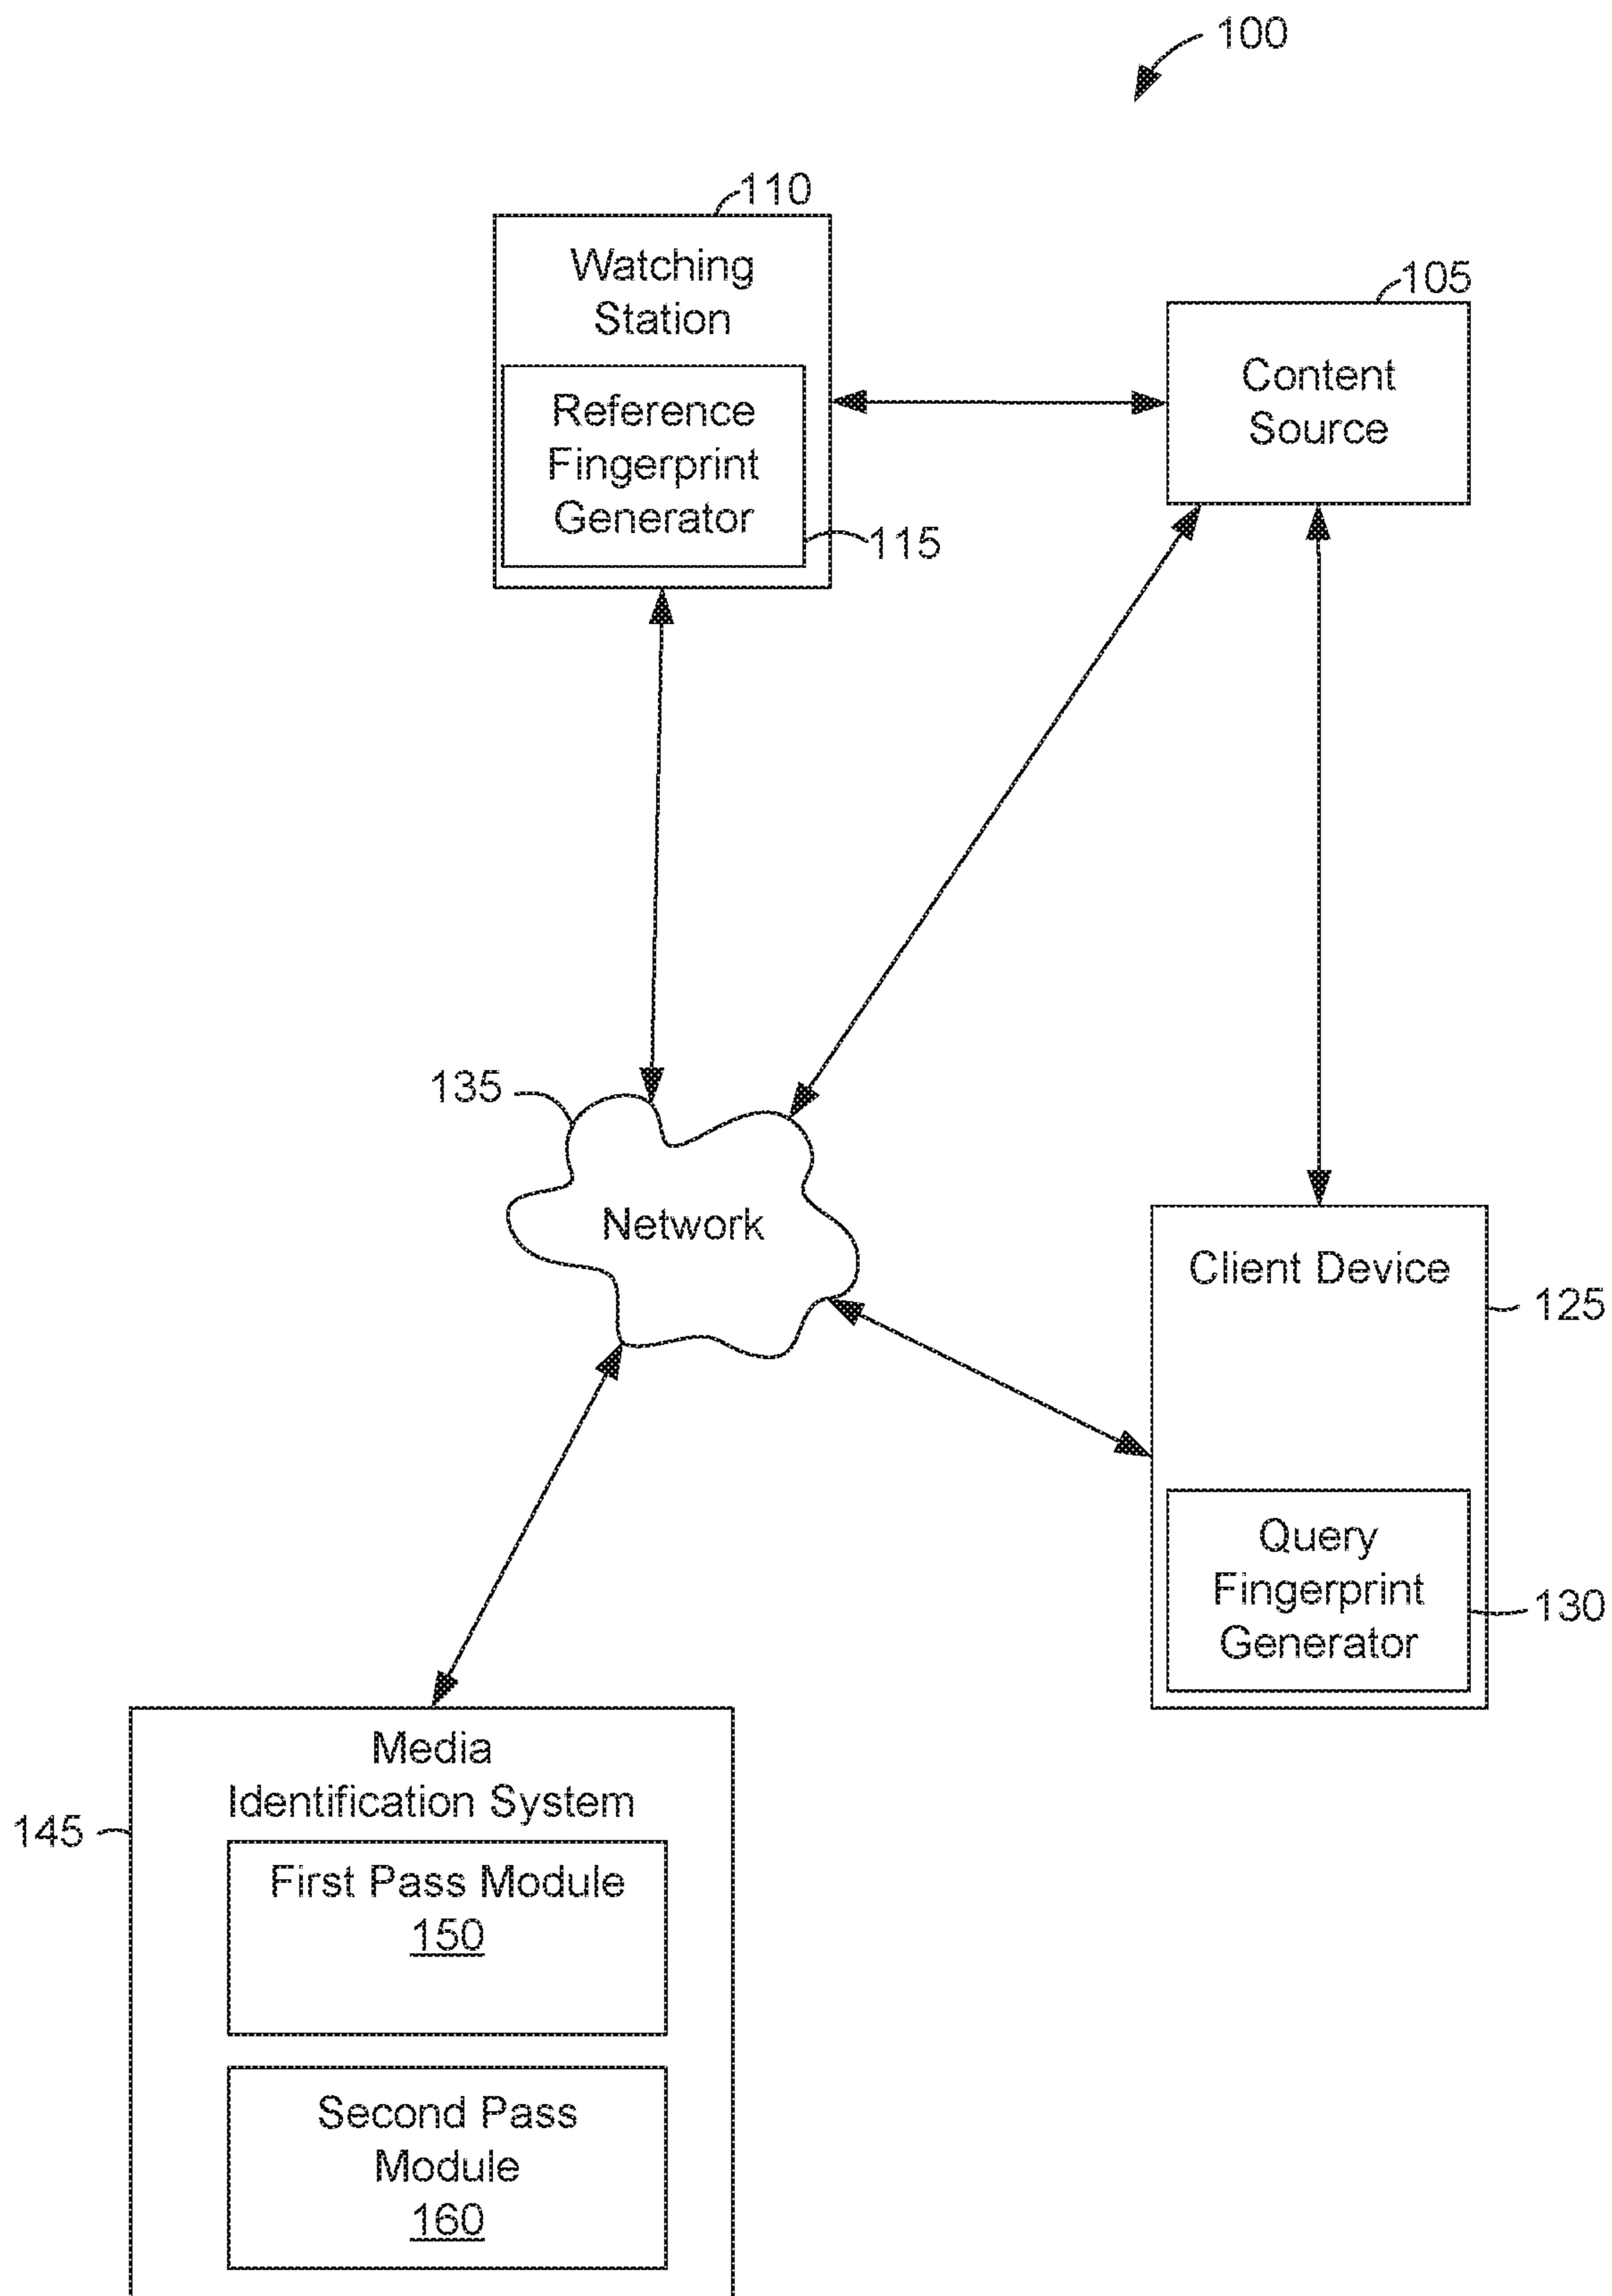 100
110
Watching
Station
105
Content
Source
Reference
Fingerprint
Generator
115
135
Network
Client Device
125
Query
Fingerprint
Generator
130
Media
Identification System
145
First Pass Module
150
Second Pass
Module
160